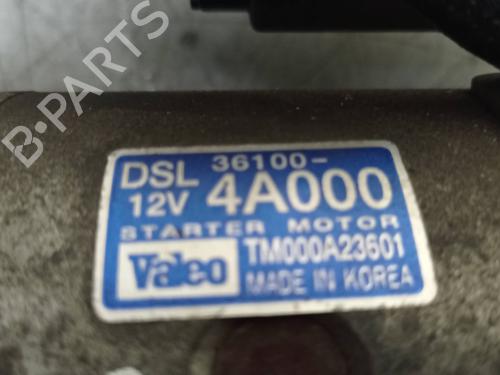 B-PARTS
DSL 36100-
12V 4A000
STARTER MOTOR
Valeo TM000A23601
MADE IN KOREA